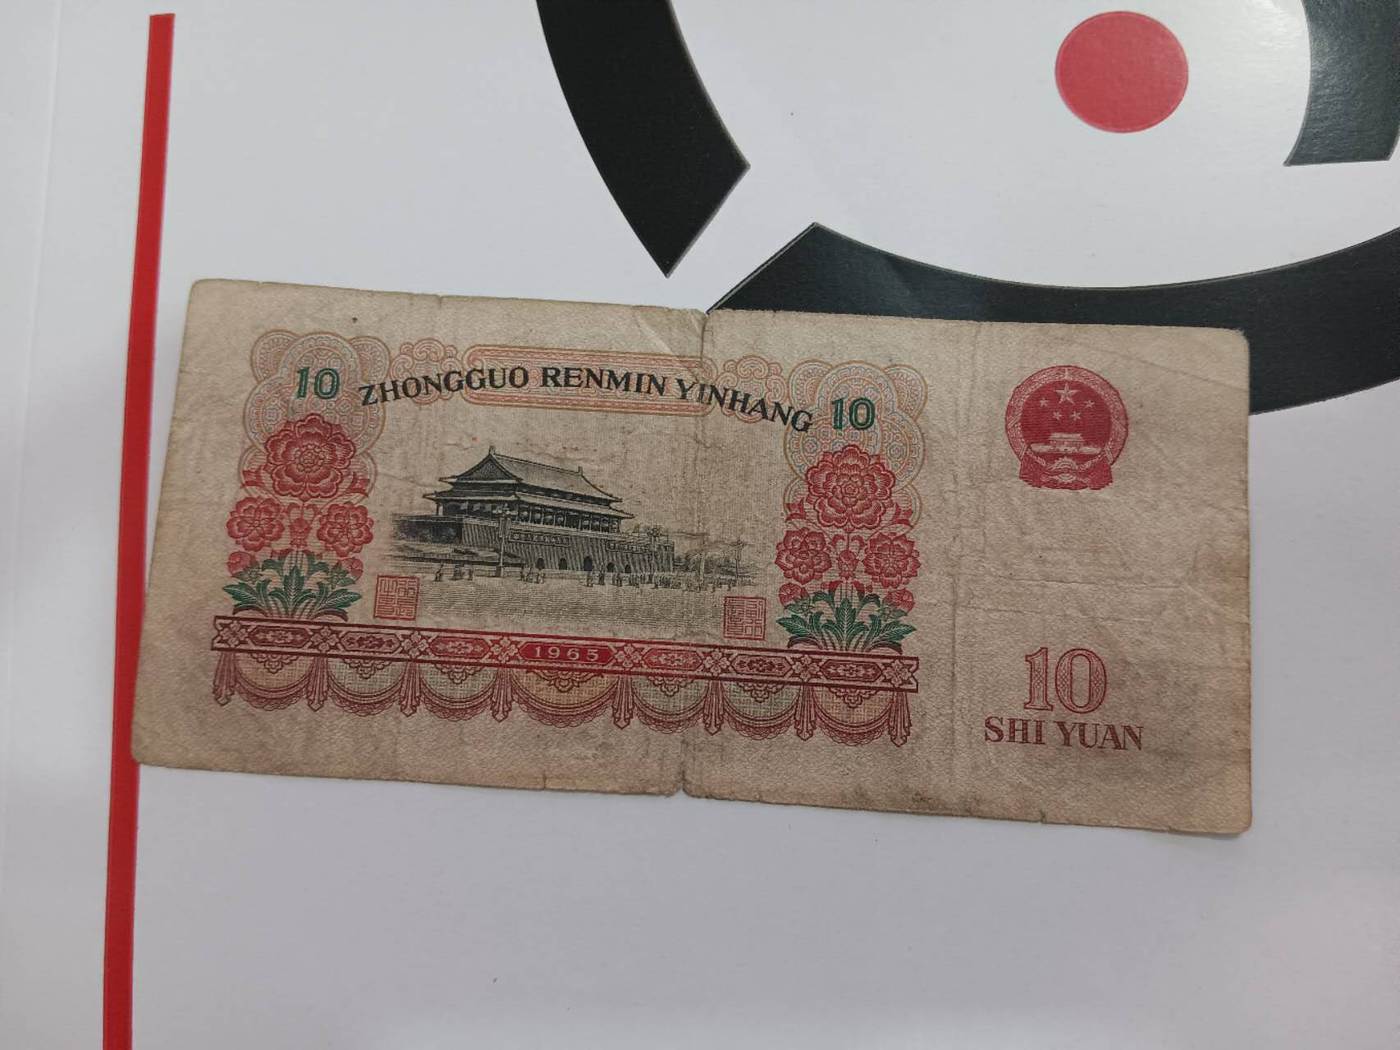 10 ZHONGGUO RENMIN YINHANG 10
1965
10
SHI YUAN